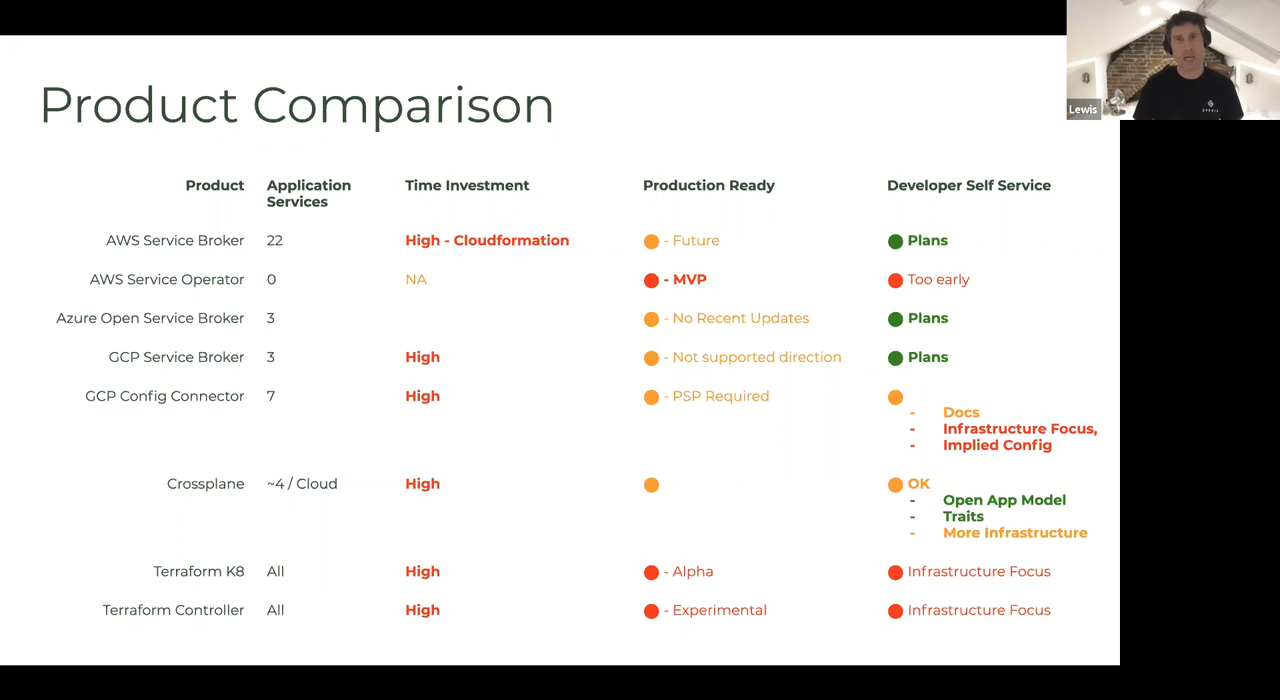 Product Comparison
Lewis
Product Application Services Time Investment Production Ready Developer Self Service
AWS Service Broker 22 High - Cloudformation - Future Plans
AWS Service Operator 0 NA - MVP Too early
Azure Open Service Broker 3 - No Recent Updates Plans
GCP Service Broker 3 High - Not supported direction Plans
GCP Config Connector 7 High - PSP Required
- Docs
- Infrastructure Focus,
- Implied Config
Crossplane ~4 / Cloud High OK
- Open App Model
- Traits
- More Infrastructure
Terraform K8 All High - Alpha Infrastructure Focus
Terraform Controller All High - Experimental Infrastructure Focus